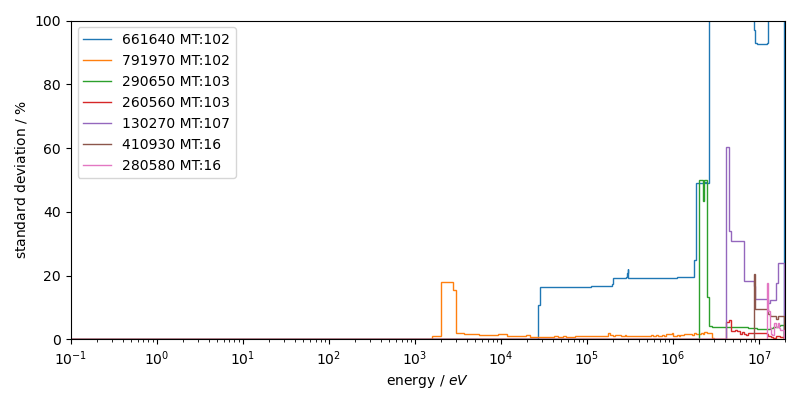 100
80
60
40
20
0
standard deviation / %
661640 MT:102
791970 MT:102
290650 MT:103
260560 MT:103
130270 MT:107
410930 MT:16
280580 MT:16
10⁻¹ 10⁰ 10¹ 10² 10³ 10⁴ 10⁵ 10⁶ 10⁷
energy / eV